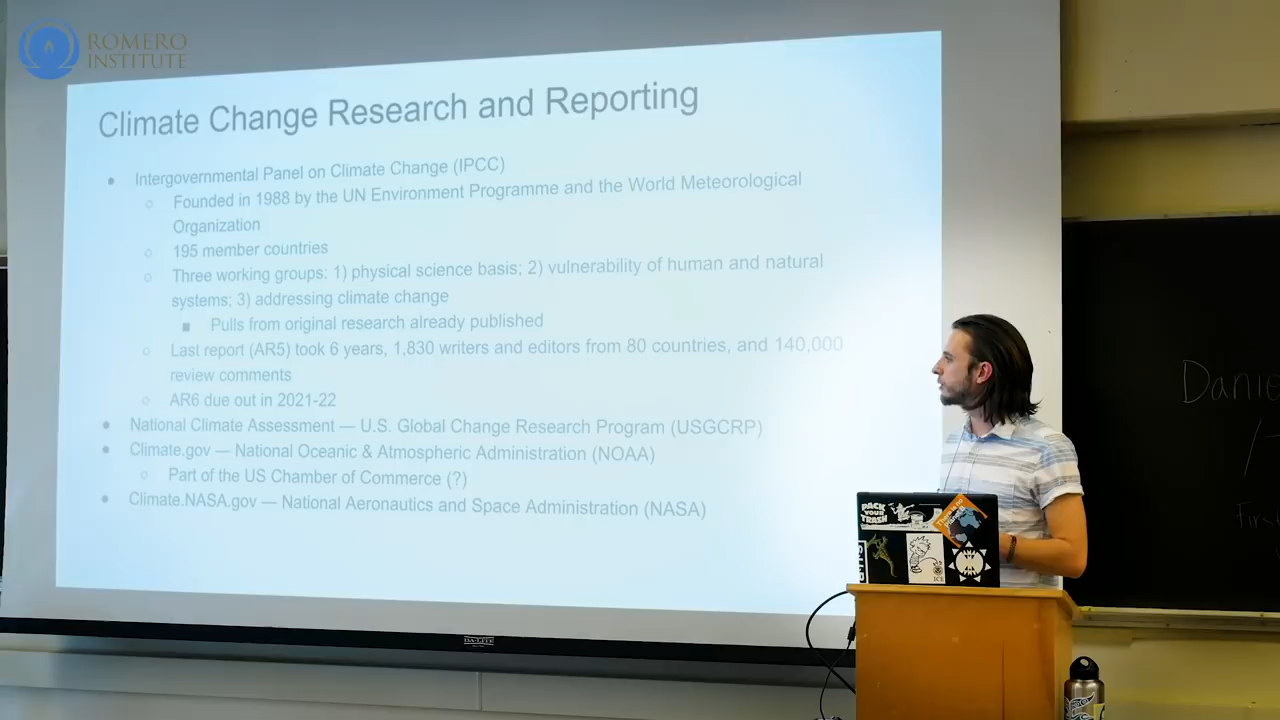 ROMERO
INSTITUTE
Climate Change Research and Reporting
Intergovernmental Panel on Climate Change (IPCC)
Founded in 1988 by the UN Environment Programme and the World Meteorological
Organization
195 member countries
Three working groups: 1) physical science basis; 2) vulnerability of human and natural
systems; 3) addressing climate change
Pulls from original research already published
Last report (AR5) took 6 years, 1,830 writers and editors from 80 countries, and 140,000
review comments
AR6 due out in 2021-22
National Climate Assessment — U.S. Global Change Research Program (USGCRP)
Climate.gov — National Oceanic & Atmospheric Administration (NOAA)
Part of the US Chamber of Commerce (?)
Climate.NASA.gov — National Aeronautics and Space Administration (NASA)
DA-LITE
Danie
Firs
PACK
YOUR
TRASH
ICE